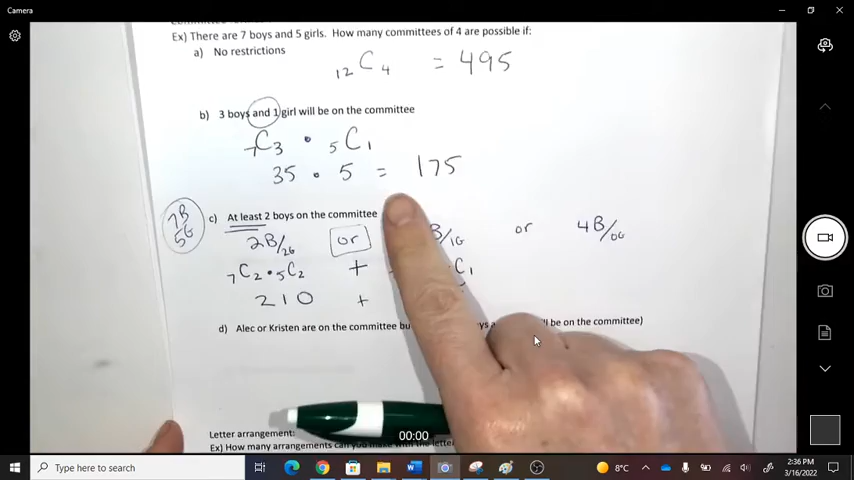 Camera
Ex) There are 7 boys and 5 girls. How many committees of 4 are possible if:
a) No restrictions
12C4 = 495
b) 3 boys and 1 girl will be on the committee
7C3 · 5C1
35 · 5 = 175
7B
5G
c) At least 2 boys on the committee
2B/2G or B/1G or 4B/0G
7C2 · 5C2 + C1
210 +
d) Alec or Kristen are on the committee bu ill be on the committee)
Letter arrangement:
Ex) How many arrangements can you make with the letter
00:00
Type here to search
8°C
2:36 PM
3/16/2022